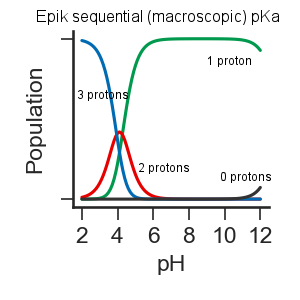 Epik sequential (macroscopic) pKa
Population
3 protons
1 proton
2 protons
0 protons
2 4 6 8 10 12
pH